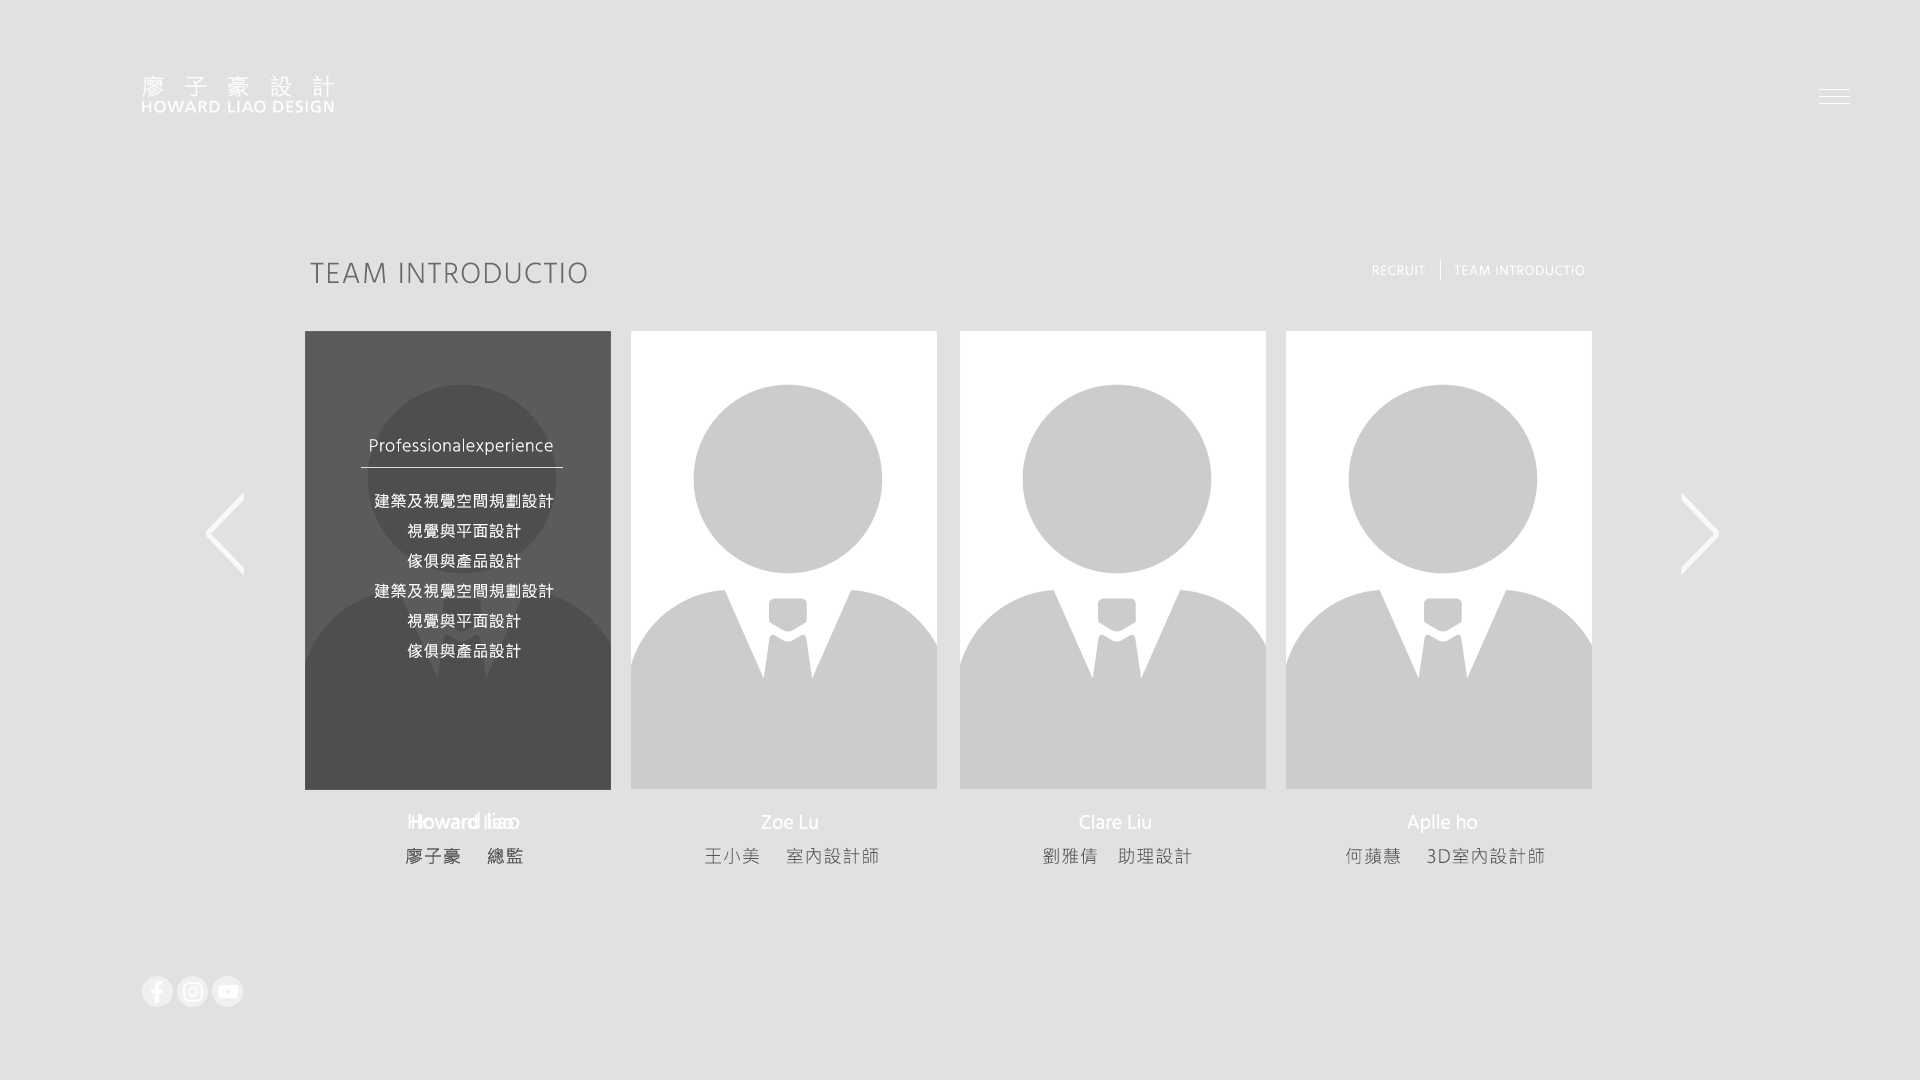 廖子豪設計
HOWARD LIAO DESIGN
TEAM INTRODUCTIO
RECRUIT
TEAM INTRODUCTIO
Professionalexperience
建築及視覺空間規劃設計
視覺與平面設計
傢俱與產品設計
建築及視覺空間規劃設計
視覺與平面設計
傢俱與產品設計
Howard liao
廖子豪 總監
Zoe Lu
王小美 室內設計師
Clare Liu
劉雅倩 助理設計
Aplle ho
何蘋慧 3D室內設計師